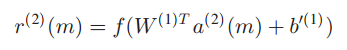 r^{(2)}(m) = f(W^{(1)T} a^{(2)}(m) + b'^{(1)})